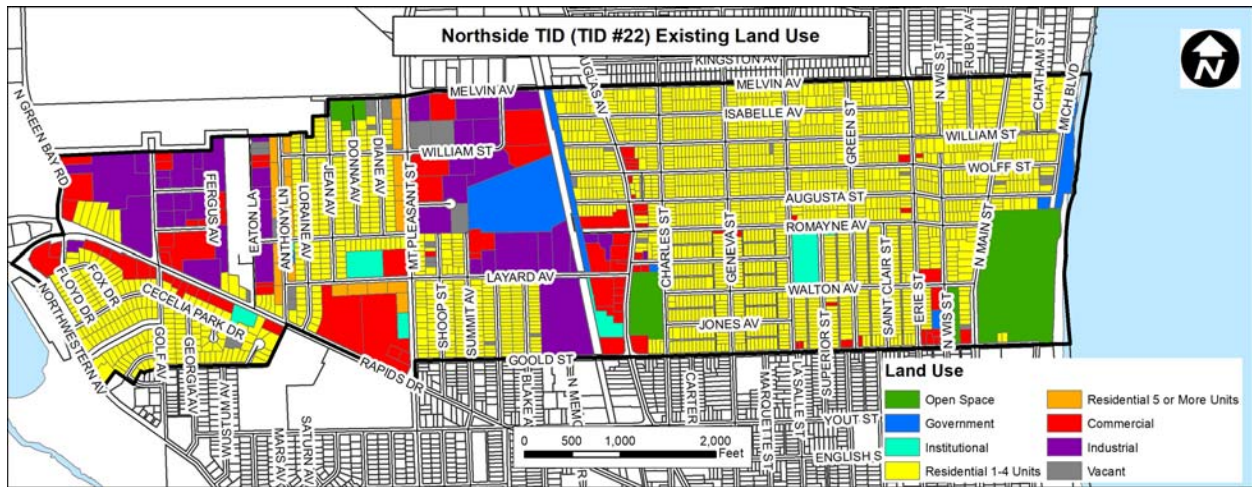 Northside TID (TID #22) Existing Land Use
N
N GREEN BAY RD
KINGSTON AV
MELVIN AV
MELVIN AV
N WIS ST
RUBY AV
CHATHAM ST
MICH BLVD
ISABELLE AV
WILLIAM ST
WILLIAM ST
GREEN ST
WOLFF ST
DONNA AV
DIANE AV
JEAN AV
FERGUS AV
EATON LA
ANTHONY LN
LORAINE AV
MT PLEASANT ST
AUGUSTA ST
ROMAYNE AV
CHARLES ST
GENEVA ST
N MAIN ST
LAYARD AV
WALTON AV
SAINT CLAIR ST
ERIE ST
N WIS ST
FLOYD DR
FOX DR
CECELIA PARK DR
NORTHWESTERN AV
GOLF AV
GEORGIA AV
SHOOP ST
SUMMIT AV
JONES AV
GOOLD ST
RAPIDS DR
WUSTUM AV
MARS AV
SATURN AV
BLAKE A
N MEMO
CARTER
MARQUETTE ST
LA SALLE ST
SUPERIOR ST
YOUT ST
ENGLISH S
0 500 1,000 2,000
Feet
Land Use
Open Space
Government
Institutional
Residential 1-4 Units
Residential 5 or More Units
Commercial
Industrial
Vacant